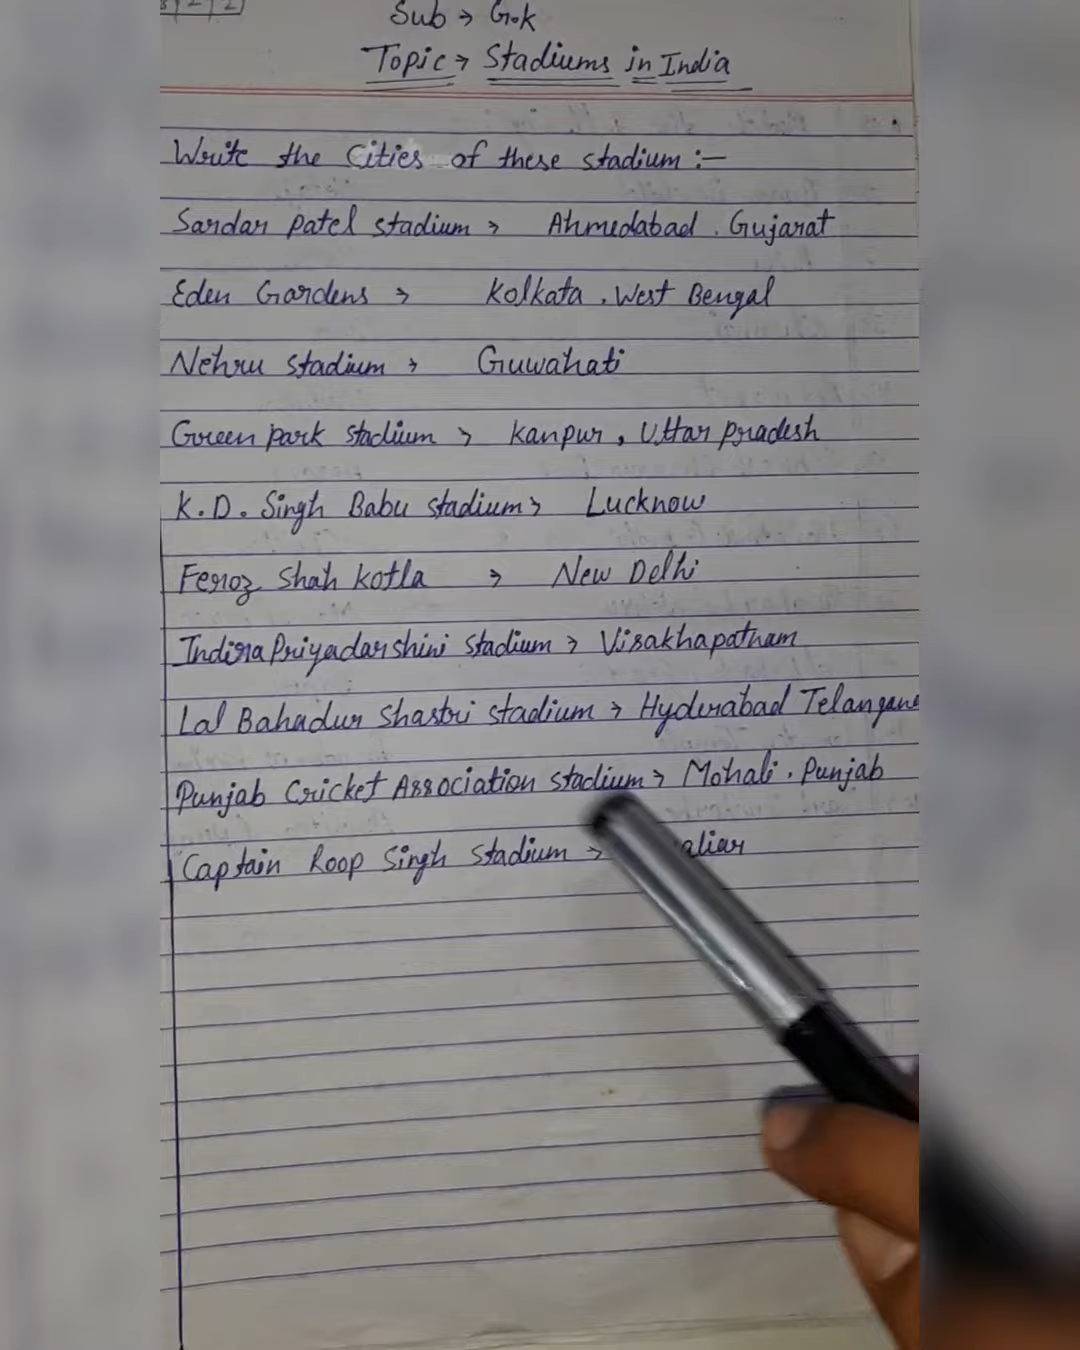 Sub → G.K
Topic → Stadiums in India
Write the Cities of these stadium :-
Sardar Patel Stadium → Ahmedabad . Gujarat
Eden Gardens → Kolkata . West Bengal
Nehru Stadium → Guwahati
Green park Stadium → Kanpur , Uttar pradesh
K.D. Singh Babu Stadium → Lucknow
Feroz Shah Kotla → New Delhi
Indira Priyadarshini Stadium → Visakhapatnam
Lal Bahadur Shastri Stadium → Hyderabad Telangana
Punjab Cricket Association Stadium → Mohali . Punjab
Captain Roop Singh Stadium →